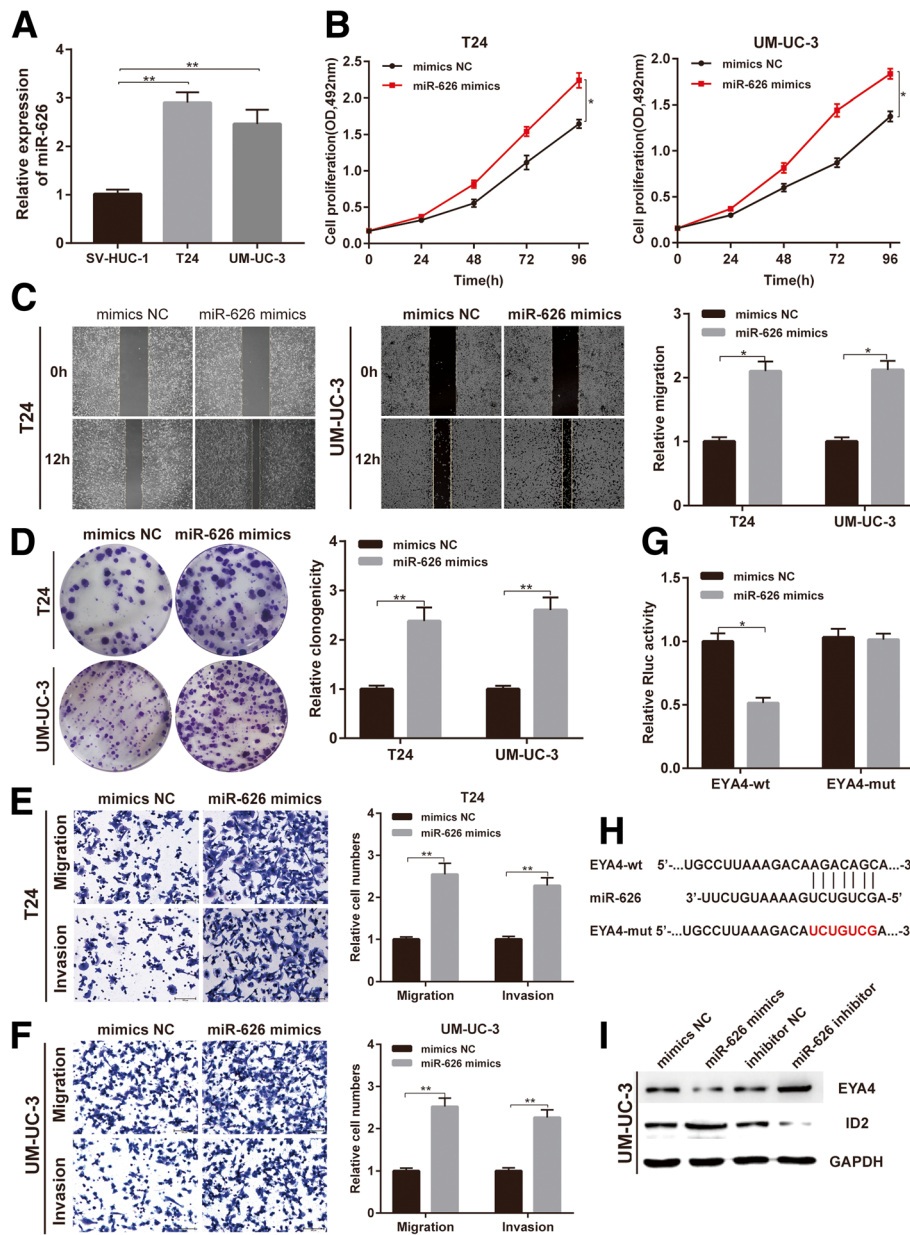 A
Relative expression
of miR-626
4
3
2
1
0
**
**
SV-HUC-1 T24 UM-UC-3
B
T24
mimics NC
miR-626 mimics
Cell proliferation(OD,492nm)
2.5
2.0
1.5
1.0
0.5
0.0
*
0 24 48 72 96
Time(h)
UM-UC-3
mimics NC
miR-626 mimics
Cell proliferation(OD,492nm)
2.0
1.5
1.0
0.5
0.0
*
0 24 48 72 96
Time(h)
C
mimics NC miR-626 mimics
T24
0h
12h
mimics NC miR-626 mimics
UM-UC-3
0h
12h
mimics NC
miR-626 mimics
Relative migration
3
2
1
0
* *
T24 UM-UC-3
D
mimics NC miR-626 mimics
T24
UM-UC-3
mimics NC
miR-626 mimics
Relative clonogenicity
4
3
2
1
0
** **
T24 UM-UC-3
G
mimics NC
miR-626 mimics
Relative Rluc activity
1.5
1.0
0.5
0.0
*
EYA4-wt EYA4-mut
E
mimics NC miR-626 mimics
T24
Migration
Invasion
T24
mimics NC
miR-626 mimics
Relative cell numbers
4
3
2
1
0
** **
Migration Invasion
H
EYA4-wt 5'-...UGCCUUAAAGACAAGACAGCA...-3
miR-626 3'-UUCUGUAAAAGUCUGUCGA-5'
EYA4-mut 5'-...UGCCUUAAAGACAUCUGUCGA...-3
F
mimics NC miR-626 mimics
UM-UC-3
Migration
Invasion
UM-UC-3
mimics NC
miR-626 mimics
Relative cell numbers
4
3
2
1
0
** **
Migration Invasion
I
mimics NC miR-626 mimics inhibitor NC miR-626 inhibitor
UM-UC-3
EYA4
ID2
GAPDH